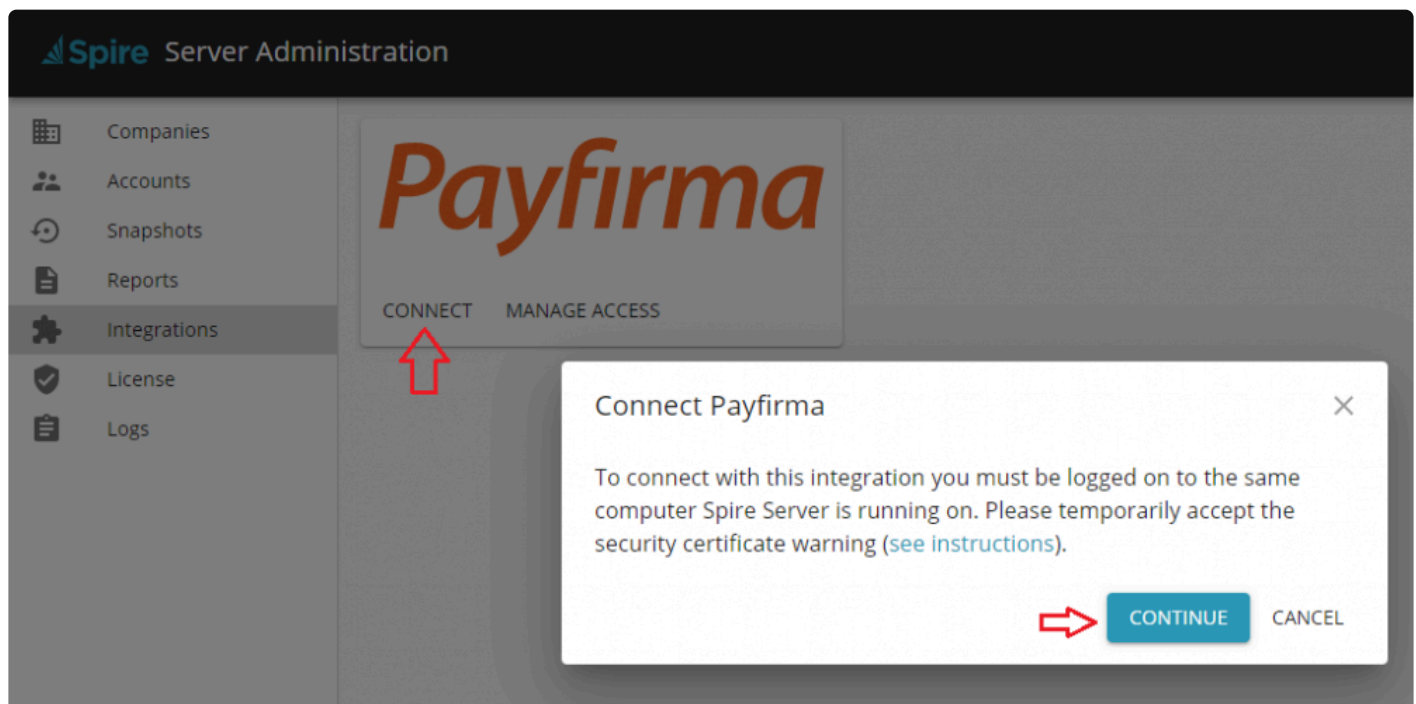 Spire Server Administration
Companies
Accounts
Snapshots
Reports
Integrations
License
Logs
Payfirma
CONNECT MANAGE ACCESS
Connect Payfirma
To connect with this integration you must be logged on to the same
computer Spire Server is running on. Please temporarily accept the
security certificate warning (see instructions).
CONTINUE CANCEL